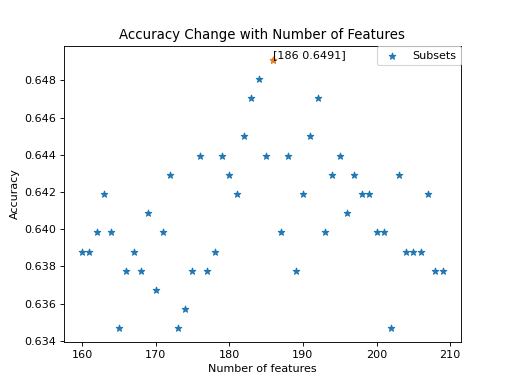 Accuracy Change with Number of Features
[186 0.6491]
Subsets
0.648
0.646
0.644
0.642
0.640
0.638
0.636
0.634
Accuracy
160 170 180 190 200 210
Number of features